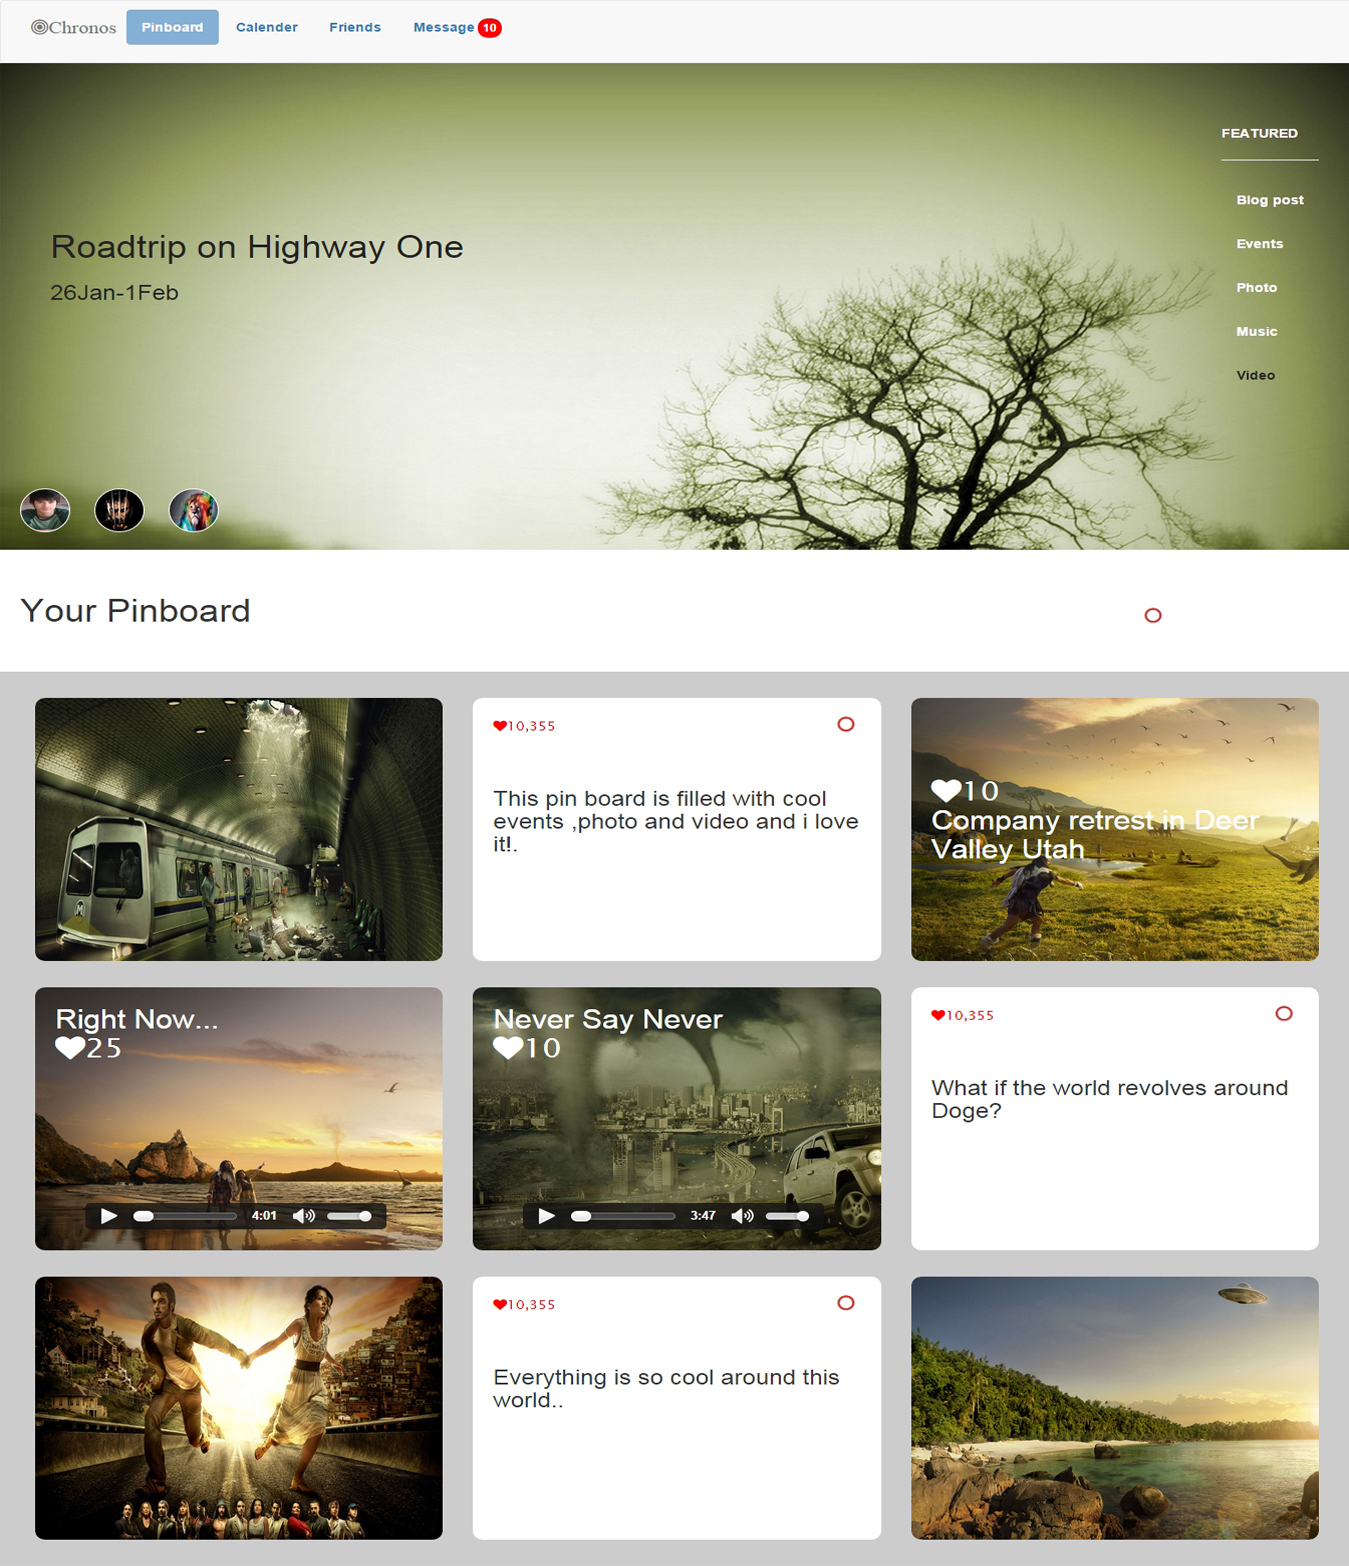 Chronos
Pinboard
Calender
Friends
Message 10
FEATURED
Blog post
Events
Photo
Music
Video
Roadtrip on Highway One
26Jan-1Feb
Your Pinboard
M
10,355
This pin board is filled with cool
events ,photo and video and i love
it!.
10
Company retrest in Deer
Valley Utah
Right Now...
25
4:01
Never Say Never
10
3:47
10,355
What if the world revolves around
Doge?
10,355
Everything is so cool around this
world..